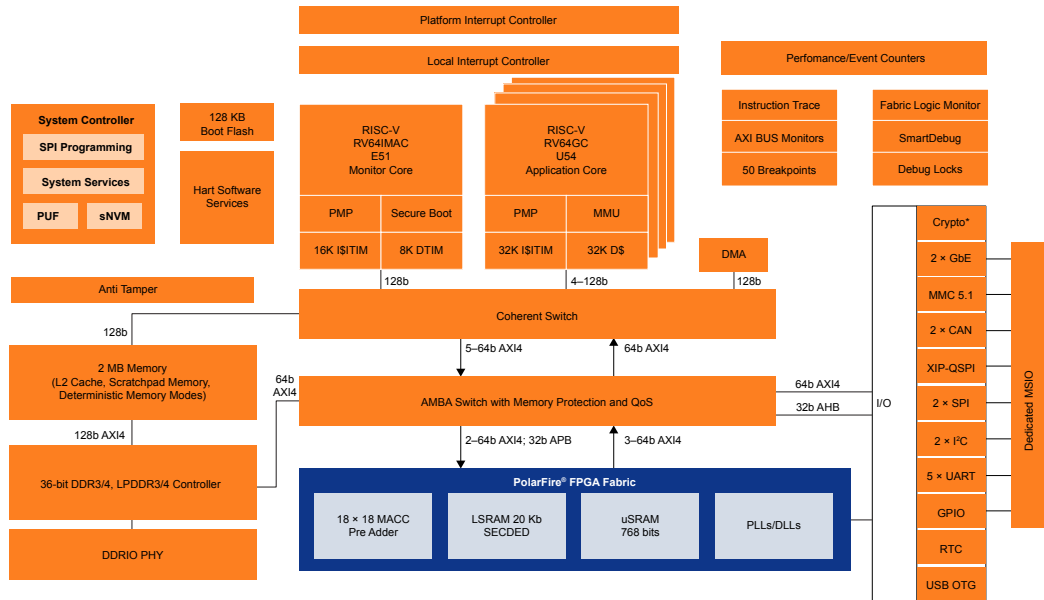 Platform Interrupt Controller
Local Interrupt Controller
Perfomance/Event Counters
System Controller
SPI Programming
System Services
PUF
sNVM
128 KB
Boot Flash
Hart Software
Services
RISC-V
RV64IMAC
E51
Monitor Core
PMP
Secure Boot
16K I$ITIM
8K DTIM
RISC-V
RV64GC
U54
Application Core
PMP
MMU
32K I$ITIM
32K D$
Instruction Trace
AXI BUS Monitors
50 Breakpoints
Fabric Logic Monitor
SmartDebug
Debug Locks
DMA
128b
4–128b
128b
Anti Tamper
Coherent Switch
128b
5–64b AXI4
64b AXI4
2 MB Memory
(L2 Cache, Scratchpad Memory,
Deterministic Memory Modes)
64b
AXI4
AMBA Switch with Memory Protection and QoS
64b AXI4
32b AHB
I/O
128b AXI4
2–64b AXI4; 32b APB
3–64b AXI4
36-bit DDR3/4, LPDDR3/4 Controller
DDRIO PHY
PolarFire® FPGA Fabric
18 × 18 MACC
Pre Adder
LSRAM 20 Kb
SECDED
uSRAM
768 bits
PLLs/DLLs
Crypto*
2 × GbE
MMC 5.1
2 × CAN
XIP-QSPI
2 × SPI
2 × I²C
5 × UART
GPIO
RTC
USB OTG
Dedicated MSIO